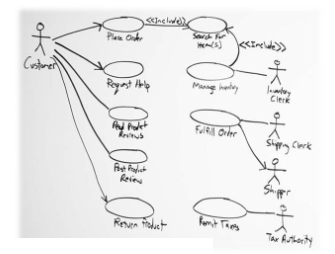 <<Include>>
Place Order
Search For
Item(s)
<<Include>>
Customer
Request Help
Manage Inventory
Inventory
Clerk
Read Product
Reviews
Fulfill Order
Shipping Clerk
Post Product
Reviews
Shipper
Return Product
Remit Taxes
Tax Authority